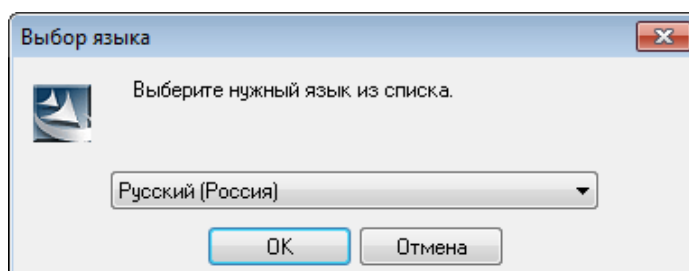 Выбор языка
Выберите нужный язык из списка.
Русский (Россия)
OK
Отмена